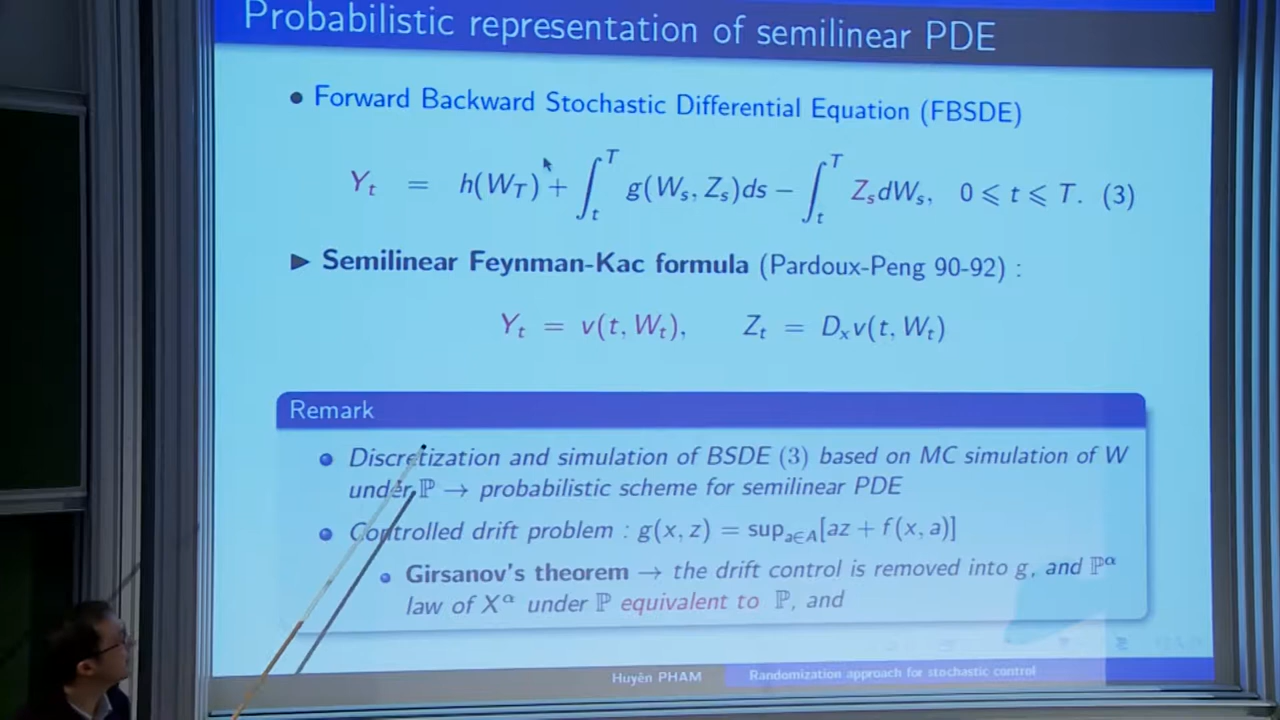 Probabilistic representation of semilinear PDE
• Forward Backward Stochastic Differential Equation (FBSDE)
Y_t = h(W_T) + ∫_t^T g(W_s, Z_s)ds − ∫_t^T Z_s dW_s, 0 ⩽ t ⩽ T. (3)
▶ Semilinear Feynman-Kac formula (Pardoux-Peng 90-92) :
Y_t = v(t, W_t), Z_t = D_x v(t, W_t)
Remark
• Discretization and simulation of BSDE (3) based on MC simulation of W
under ℙ → probabilistic scheme for semilinear PDE
• Controlled drift problem : g(x, z) = sup_{a∈A}[az + f(x, a)]
• Girsanov's theorem → the drift control is removed into g, and ℙ^α
law of X^α under ℙ equivalent to ℙ, and
Huyên PHAM Randomization approach for stochastic control